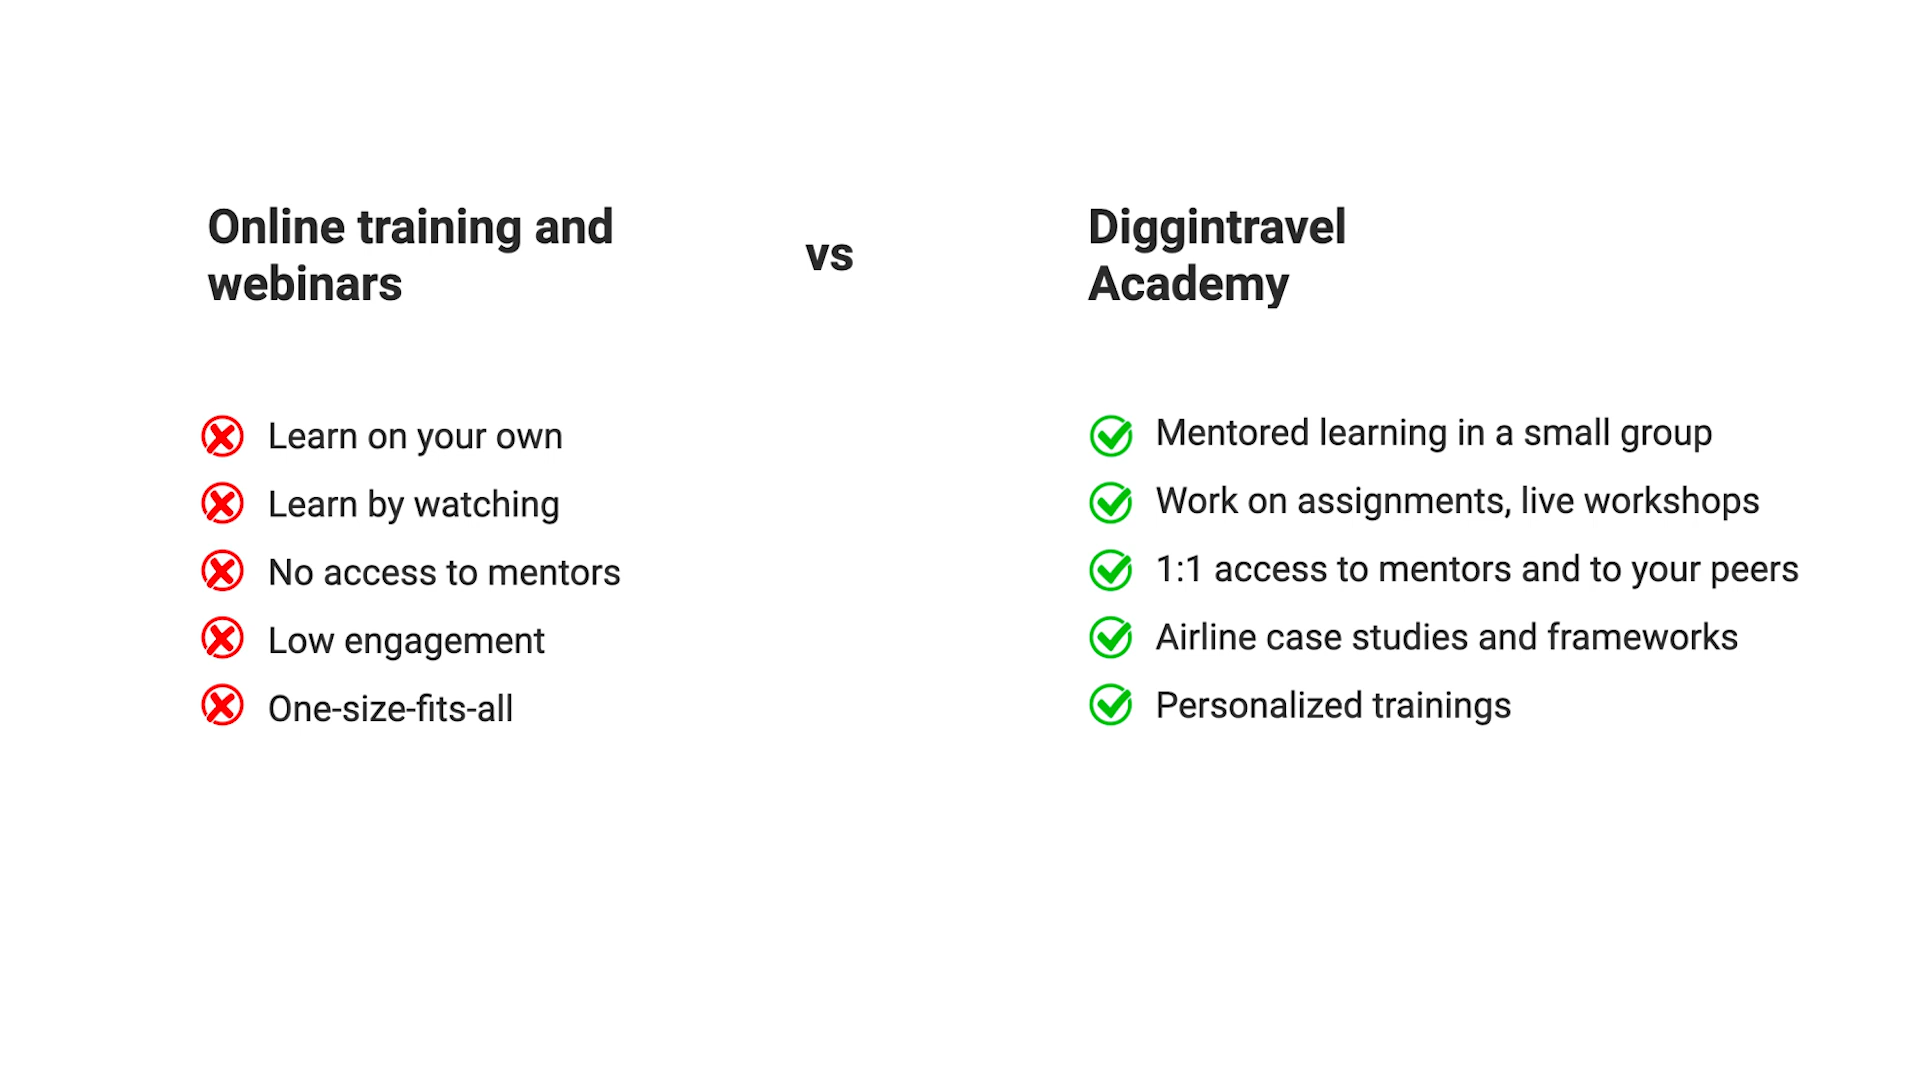 Online training and
webinars
vs
Diggintravel
Academy
Learn on your own
Learn by watching
No access to mentors
Low engagement
One-size-fits-all
Mentored learning in a small group
Work on assignments, live workshops
1:1 access to mentors and to your peers
Airline case studies and frameworks
Personalized trainings